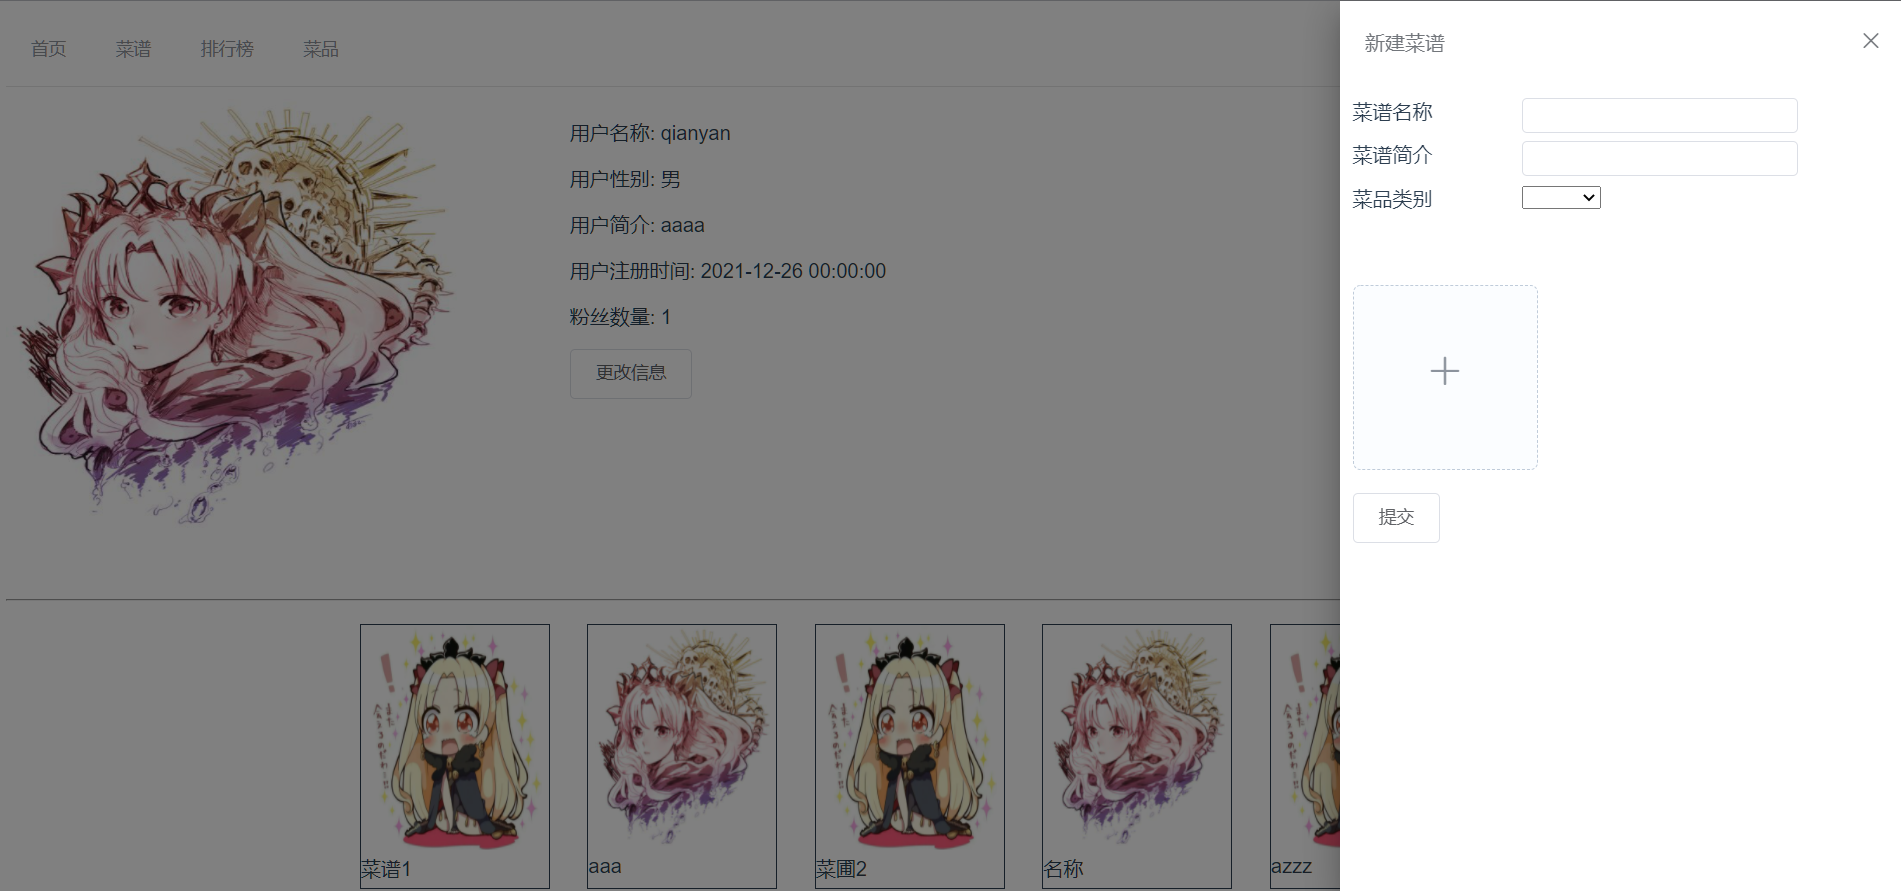 首页 菜谱 排行榜 菜品
用户名称: qianyan
用户性别: 男
用户简介: aaaa
用户注册时间: 2021-12-26 00:00:00
粉丝数量: 1
更改信息
菜谱1 aaa 菜圃2 名称 azzz
新建菜谱
菜谱名称
菜谱简介
菜品类别
提交